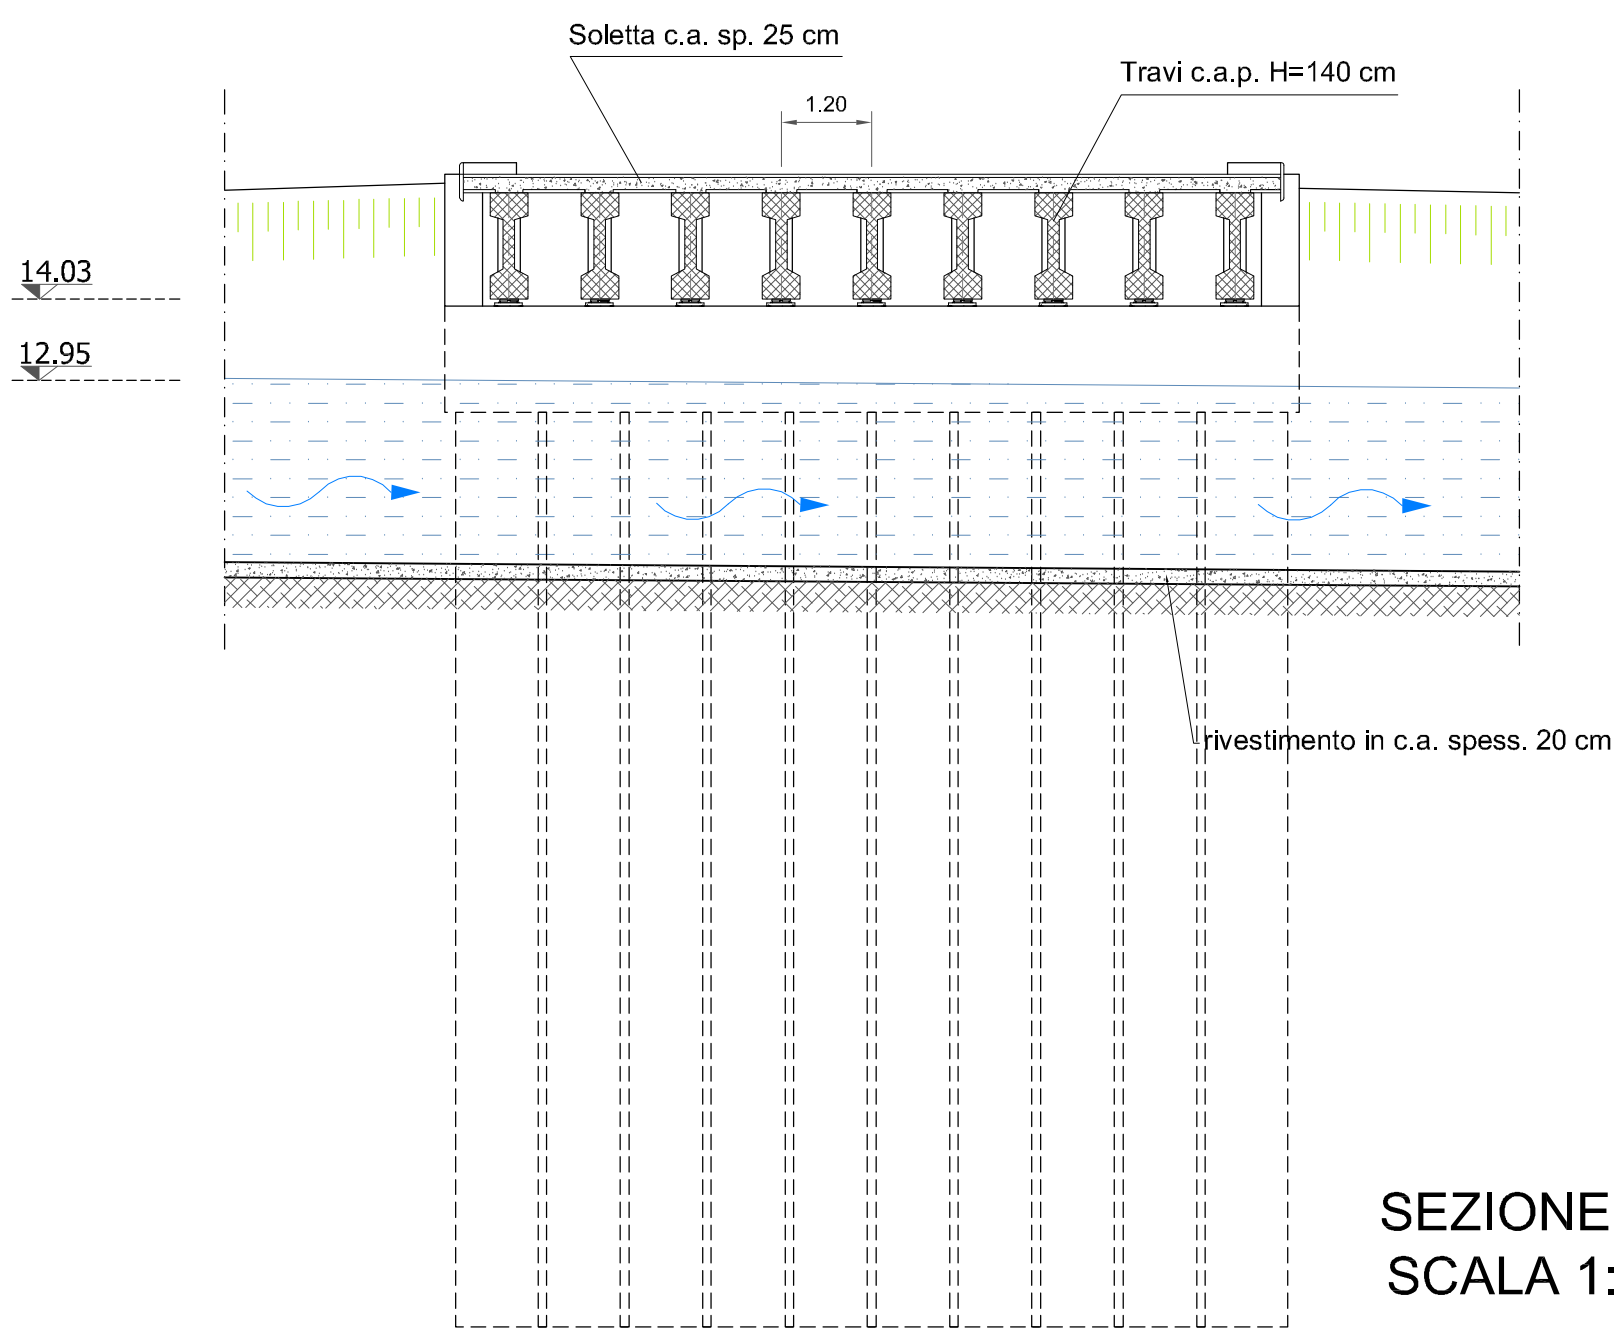 Soletta c.a. sp. 25 cm
Travi c.a.p. H=140 cm
1.20
14.03
12.95
rivestimento in c.a. spess. 20 cm
SEZIONE
SCALA 1: